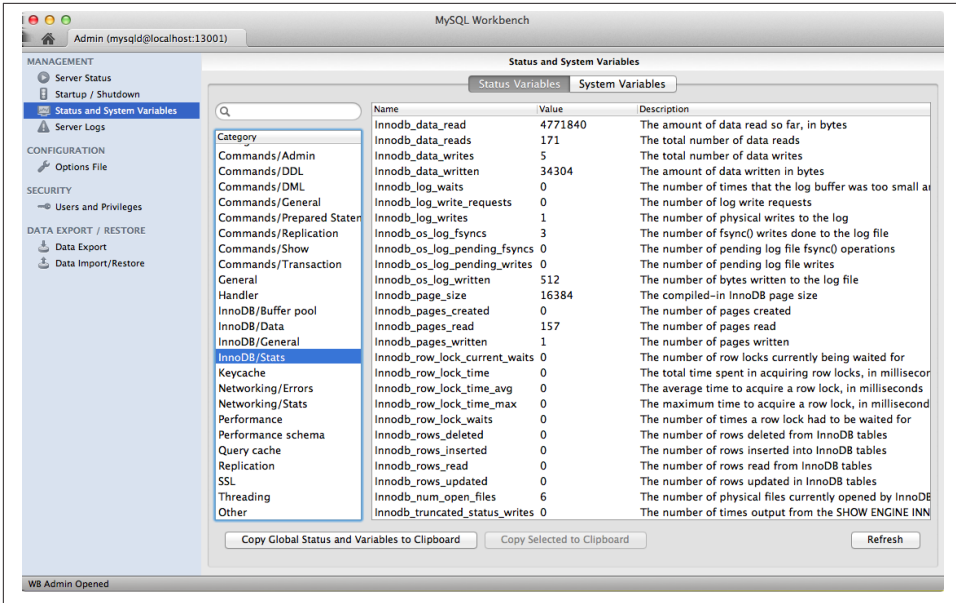 MySQL Workbench
Admin (mysqld@localhost:13001)
MANAGEMENT
Server Status
Startup / Shutdown
Status and System Variables
Server Logs
CONFIGURATION
Options File
SECURITY
Users and Privileges
DATA EXPORT / RESTORE
Data Export
Data Import/Restore
Status and System Variables
Status Variables System Variables
Category
Commands/Admin
Commands/DDL
Commands/DML
Commands/General
Commands/Prepared Staten
Commands/Replication
Commands/Show
Commands/Transaction
General
Handler
InnoDB/Buffer pool
InnoDB/Data
InnoDB/General
InnoDB/Stats
Keycache
Networking/Errors
Networking/Stats
Performance
Performance schema
Query cache
Replication
SSL
Threading
Other
Name Value Description
Innodb_data_read 4771840 The amount of data read so far, in bytes
Innodb_data_reads 171 The total number of data reads
Innodb_data_writes 5 The total number of data writes
Innodb_data_written 34304 The amount of data written in bytes
Innodb_log_waits 0 The number of times that the log buffer was too small
Innodb_log_write_requests 0 The number of log write requests
Innodb_log_writes 1 The number of physical writes to the log
Innodb_os_log_fsyncs 3 The number of fsync() writes done to the log file
Innodb_os_log_pending_fsyncs 0 The number of pending log file fsync() operations
Innodb_os_log_pending_writes 0 The number of pending log file writes
Innodb_os_log_written 512 The number of bytes written to the log file
Innodb_page_size 16384 The compiled-in InnoDB page size
Innodb_pages_created 0 The number of pages created
Innodb_pages_read 157 The number of pages read
Innodb_pages_written 1 The number of pages written
Innodb_row_lock_current_waits 0 The number of row locks currently being waited for
Innodb_row_lock_time 0 The total time spent in acquiring row locks, in millisecor
Innodb_row_lock_time_avg 0 The average time to acquire a row lock, in milliseconds
Innodb_row_lock_time_max 0 The maximum time to acquire a row lock, in millisecond
Innodb_row_lock_waits 0 The number of times a row lock had to be waited for
Innodb_rows_deleted 0 The number of rows deleted from InnoDB tables
Innodb_rows_inserted 0 The number of rows inserted into InnoDB tables
Innodb_rows_read 0 The number of rows read from InnoDB tables
Innodb_rows_updated 0 The number of rows updated in InnoDB tables
Innodb_num_open_files 6 The number of physical files currently opened by InnoDB
Innodb_truncated_status_writes 0 The number of times output from the SHOW ENGINE INN
Copy Global Status and Variables to Clipboard Copy Selected to Clipboard Refresh
WB Admin Opened